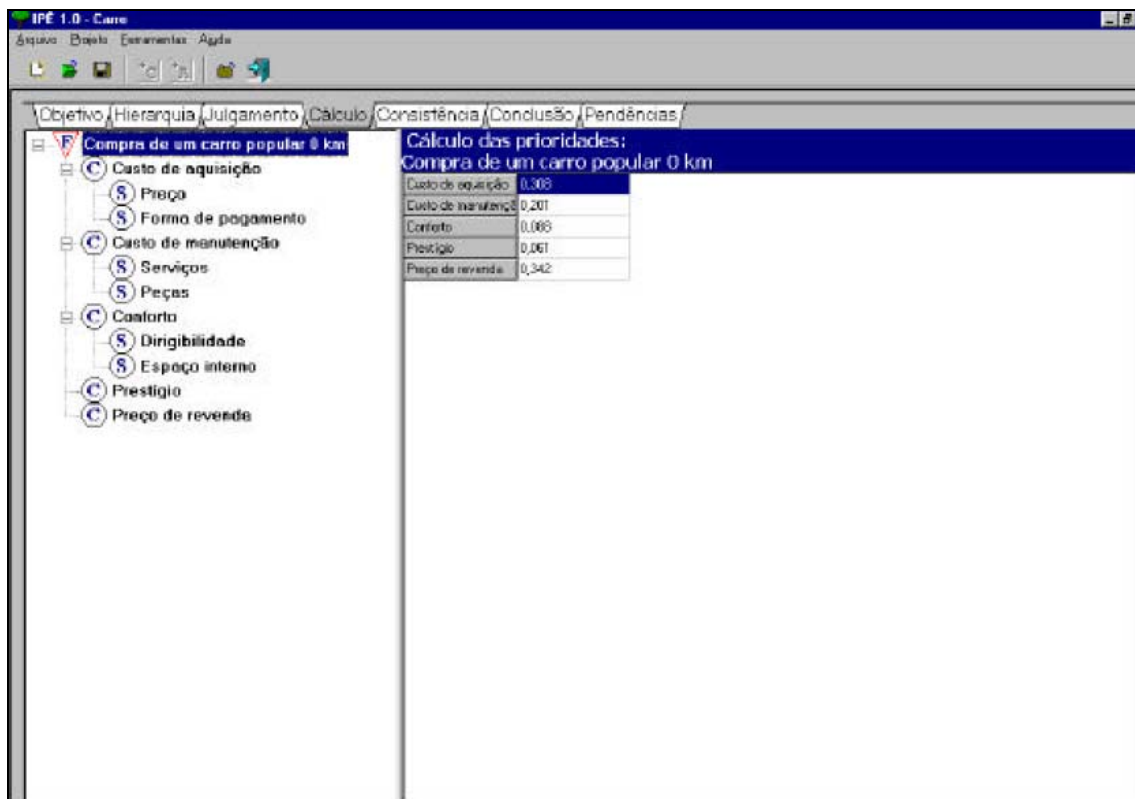 IPÊ 1.0 - Carro
Arquivo Projeto Ferramentas Ajuda
Objetivo Hierarquia Julgamento Cálculo Consistência Conclusão Pendências
F Compra de um carro popular 0 km
C Custo de aquisição
S Preço
S Forma de pagamento
C Custo de manutenção
S Serviços
S Peças
C Conforto
S Dirigibilidade
S Espaço interno
C Prestígio
C Preço de revenda
Cálculo das prioridades:
Compra de um carro popular 0 km
Custo de aquisição 0,308
Custo de manutençã 0,201
Conforto 0,088
Prestígio 0,061
Preço de revenda 0,342